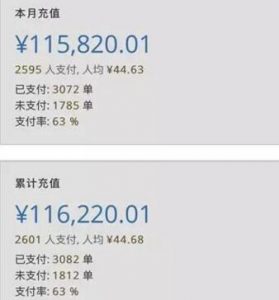 本月充值
¥115,820.01
2595 人支付, 人均 ¥44.63
已支付: 3072 单
未支付: 1785 单
支付率: 63 %
累计充值
¥116,220.01
2601 人支付, 人均 ¥44.68
已支付: 3082 单
未支付: 1812 单
支付率: 63 %